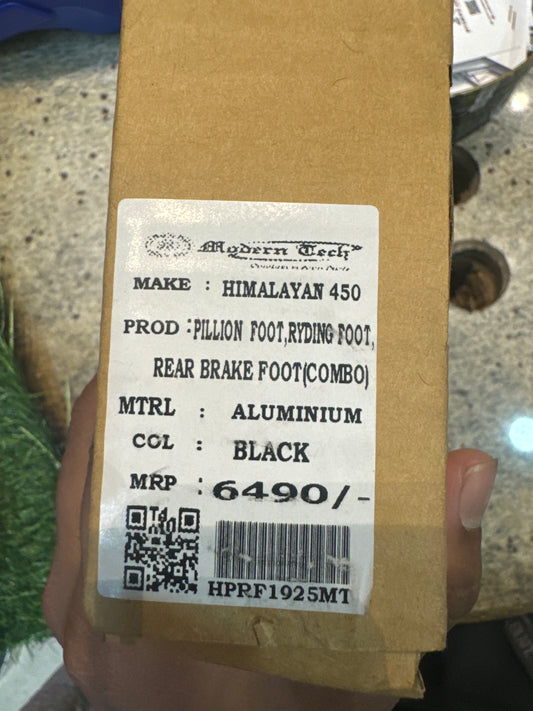 Modern Tech
MAKE : HIMALAYAN 450
PROD : PILLION FOOT,RYDING FOOT,
REAR BRAKE FOOT(COMBO)
MTRL : ALUMINIUM
COL : BLACK
MRP : 6490/-
HPRF1925MT